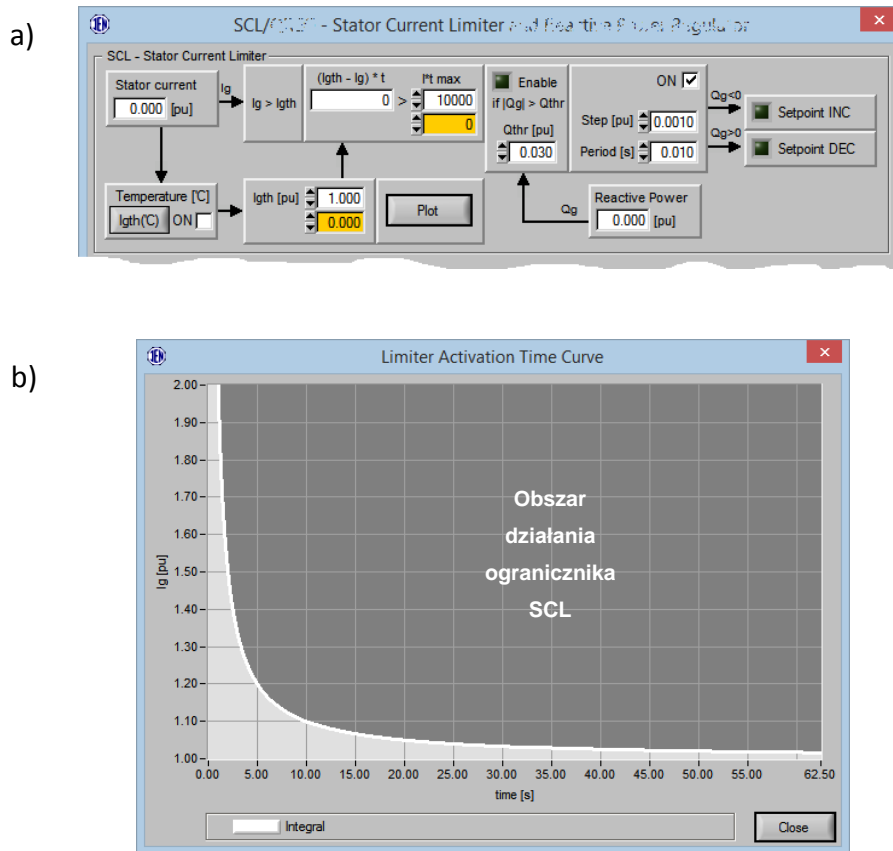 a)
SCL/QRPR - Stator Current Limiter and Reactive Power Regulator
SCL - Stator Current Limiter
Stator current
0.000 [pu]
Ig
Ig > Igth
(Igth - Ig) * t
0
>
I*t max
10000
0
Enable
if |Qg| > Qthr
Qthr [pu]
0.030
ON
Step [pu] 0.0010
Period [s] 0.010
Qg<0
Qg>0
Setpoint INC
Setpoint DEC
Temperature [℃]
Igth(℃) ON
Igth [pu] 1.000
0.000
Plot
Qg
Reactive Power
0.000 [pu]
b)
Limiter Activation Time Curve
Ig [pu]
2.00
1.90
1.80
1.70
1.60
1.50
1.40
1.30
1.20
1.10
1.00
Obszar
działania
ogranicznika
SCL
0.00 5.00 10.00 15.00 20.00 25.00 30.00 35.00 40.00 45.00 50.00 55.00 62.50
time [s]
Integral
Close